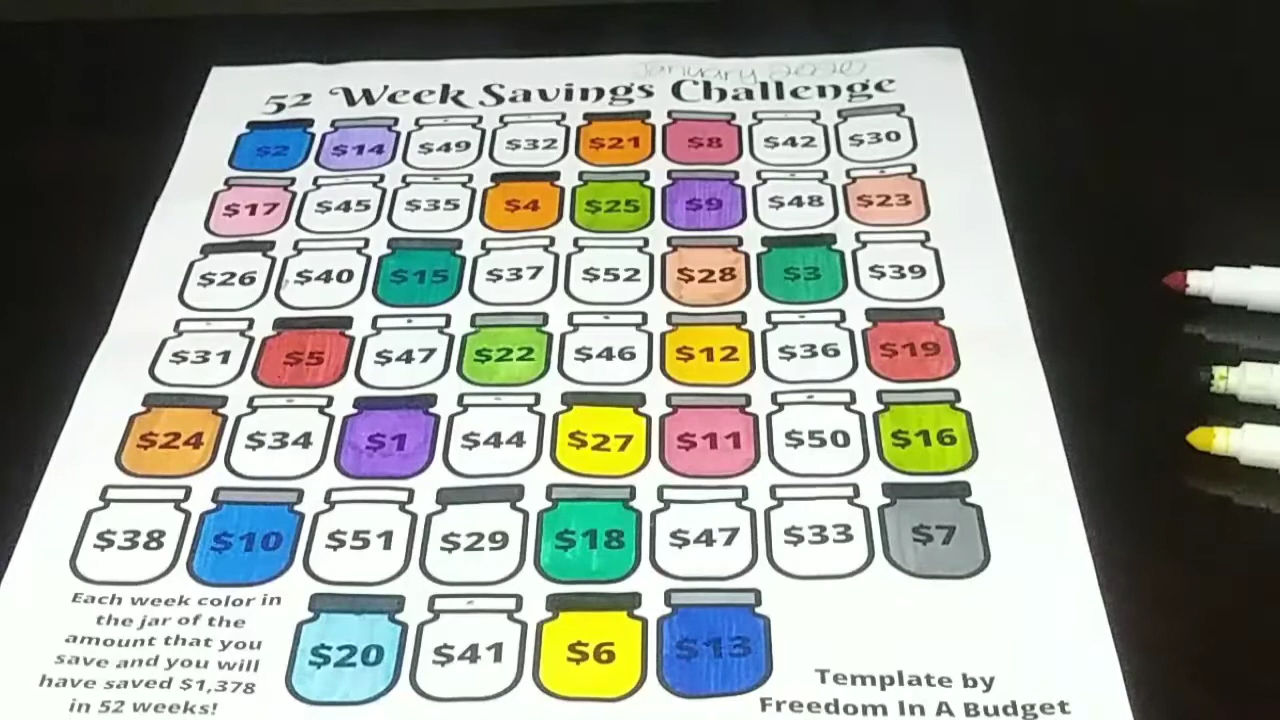 January 2020
52 Week Savings Challenge
$2 $14 $49 $32 $21 $8 $42 $30
$17 $45 $35 $4 $25 $9 $48 $23
$26 $40 $15 $37 $52 $28 $3 $39
$31 $5 $47 $22 $46 $12 $36 $19
$24 $34 $1 $44 $27 $11 $50 $16
$38 $10 $51 $29 $18 $47 $33 $7
$20 $41 $6 $13
Each week color in
the jar of the
amount that you
save and you will
have saved $1,378
in 52 weeks!
Template by
Freedom In A Budget